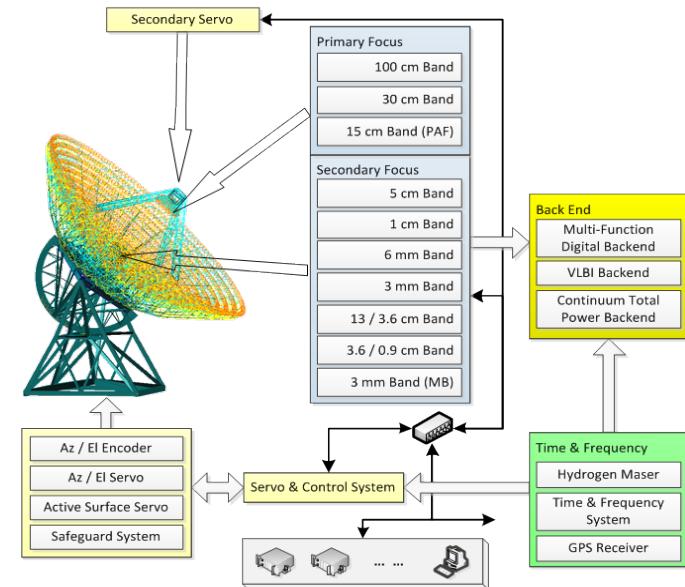 Secondary Servo
Primary Focus
100 cm Band
30 cm Band
15 cm Band (PAF)
Secondary Focus
5 cm Band
1 cm Band
6 mm Band
3 mm Band
13 / 3.6 cm Band
3.6 / 0.9 cm Band
3 mm Band (MB)
Back End
Multi-Function
Digital Backend
VLBI Backend
Continuum Total
Power Backend
Az / El Encoder
Az / El Servo
Active Surface Servo
Safeguard System
Servo & Control System
Time & Frequency
Hydrogen Maser
Time & Frequency
System
GPS Receiver
... ...